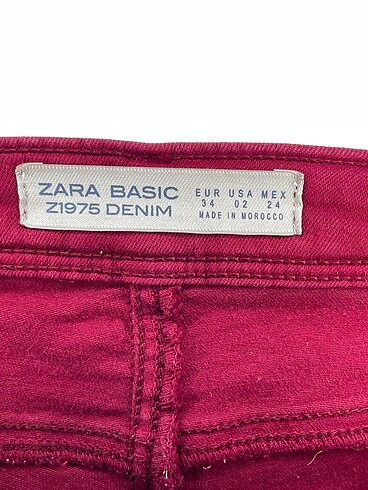 ZARA BASIC
Z1975 DENIM
EUR USA MEX
34 02 24
MADE IN MOROCCO